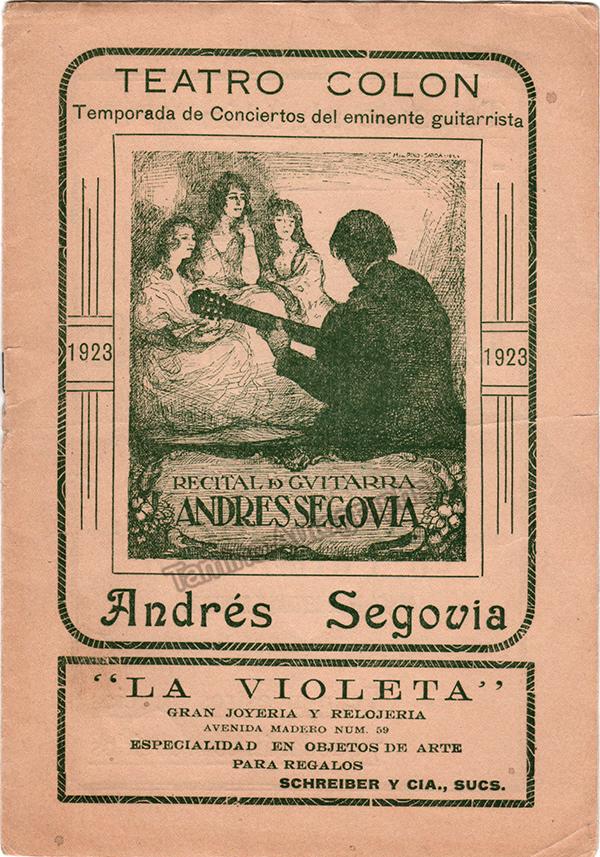 TEATRO COLON
Temporada de Conciertos del eminente guitarrista
1923
1923
RECITAL D GVITARRA
ANDRES SEGOVIA
Andrés Segovia
"LA VIOLETA"
GRAN JOYERIA Y RELOJERIA
AVENIDA MADERO NUM. 59
ESPECIALIDAD EN OBJETOS DE ARTE
PARA REGALOS
SCHREIBER Y CIA., SUCS.